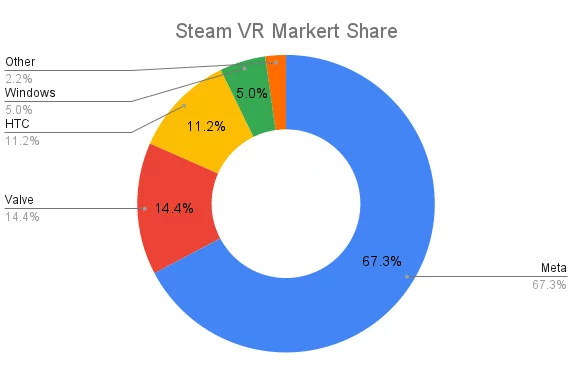 Steam VR Markert Share
Other
2.2%
Windows
5.0%
HTC
11.2%
Valve
14.4%
5.0%
11.2%
14.4%
67.3%
Meta
67.3%